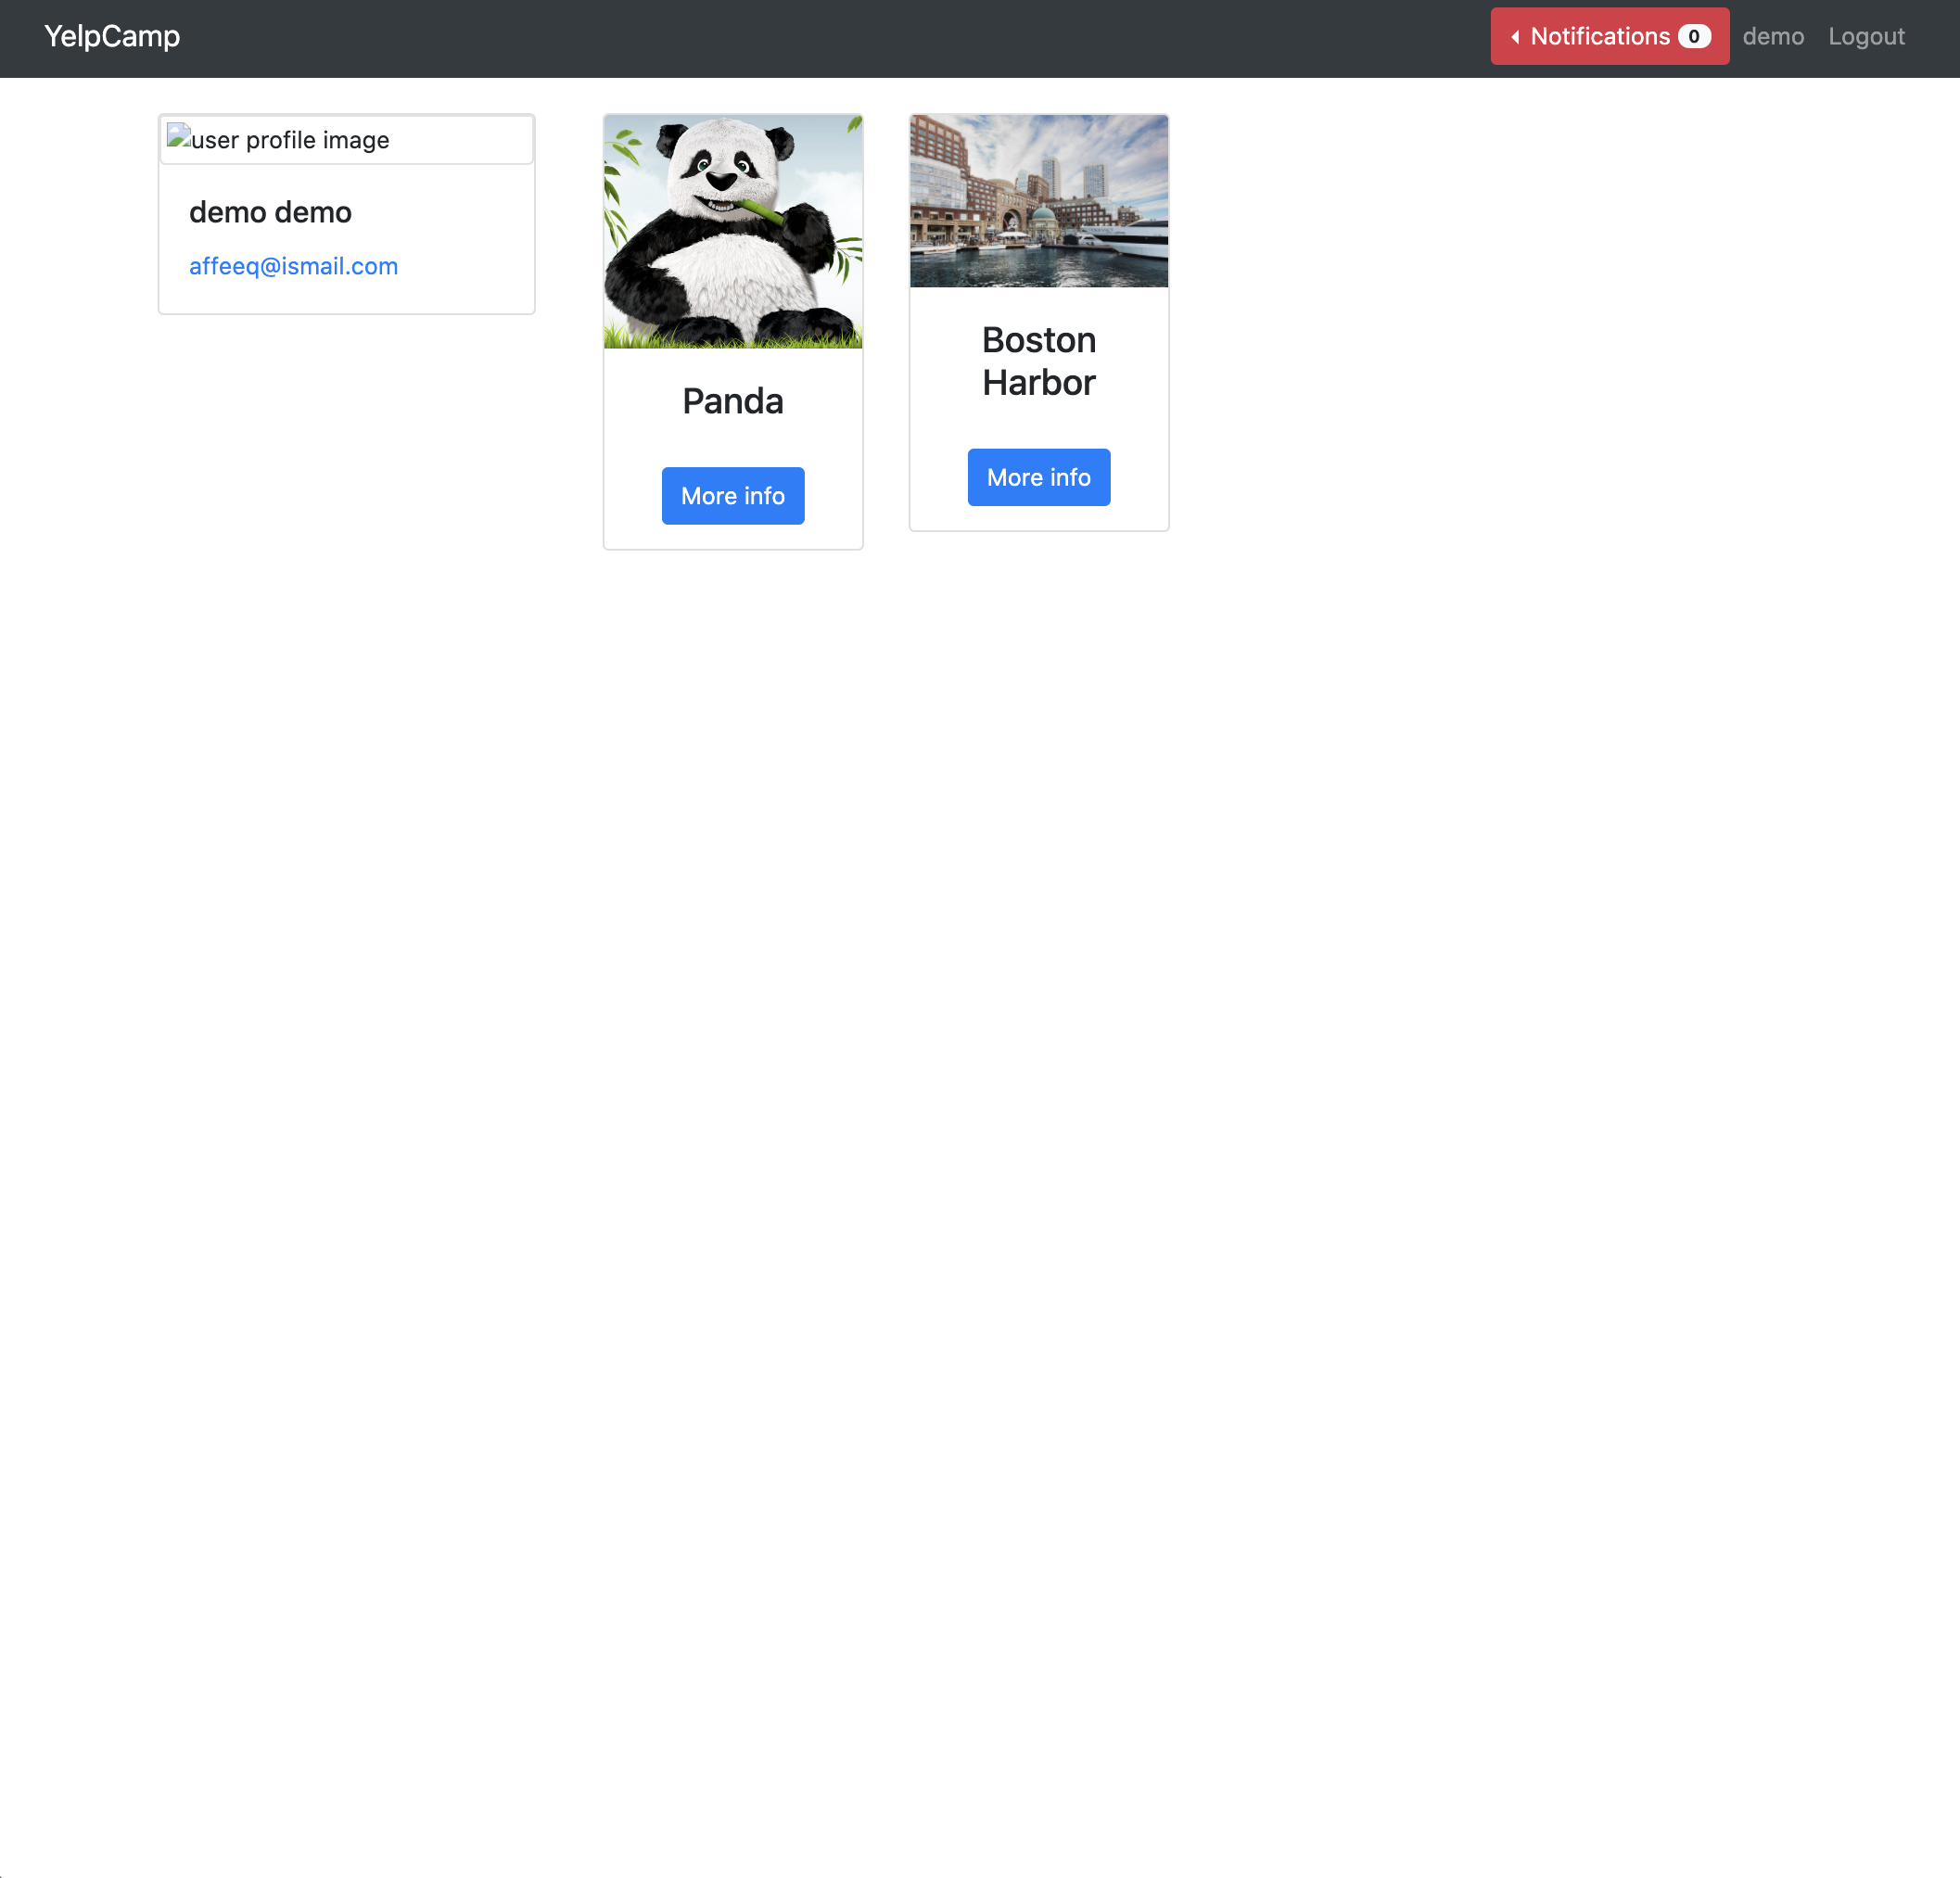 YelpCamp
Notifications 0 demo Logout
user profile image
demo demo
affeeq@ismail.com
Panda
More info
Boston
Harbor
More info